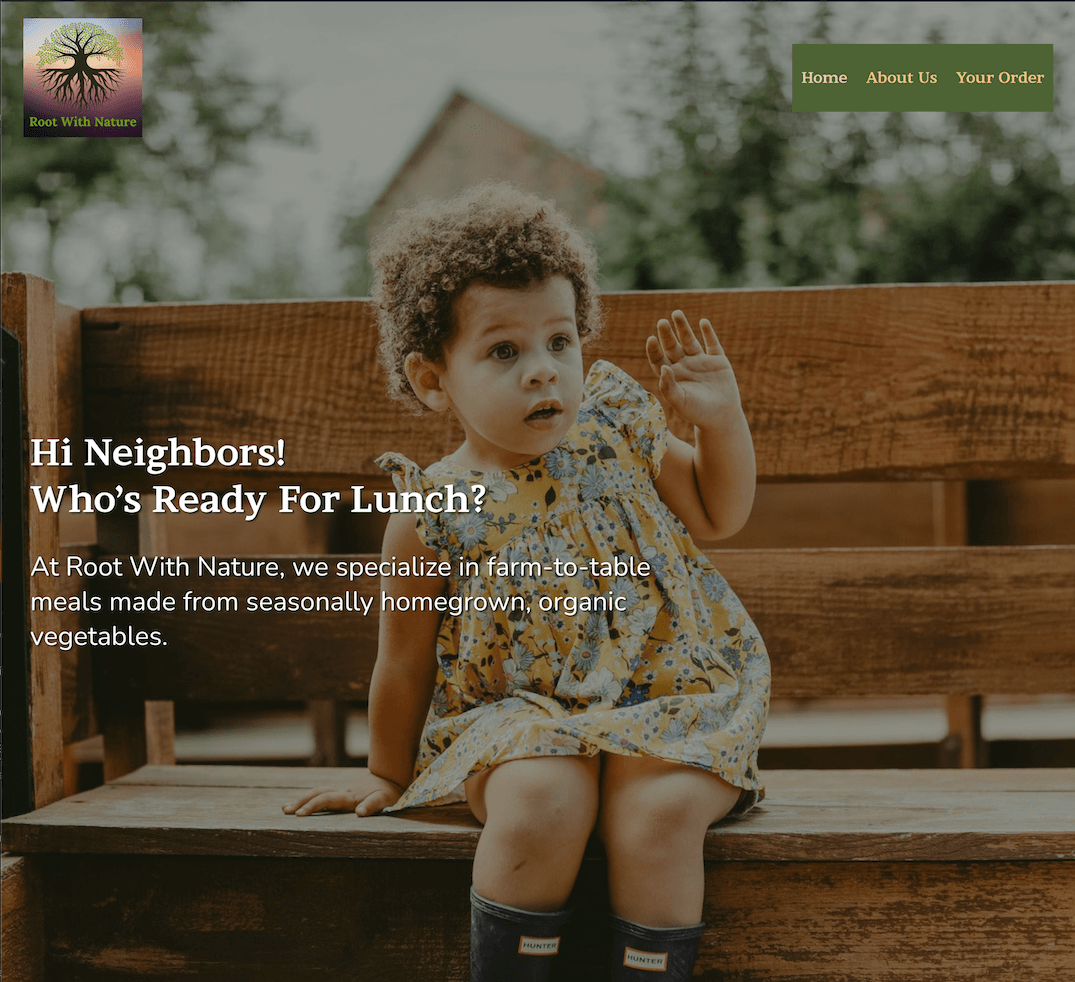 Root With Nature
Home About Us Your Order
Hi Neighbors!
Who’s Ready For Lunch?
At Root With Nature, we specialize in farm-to-table
meals made from seasonally homegrown, organic
vegetables.
HUNTER
HUNTER